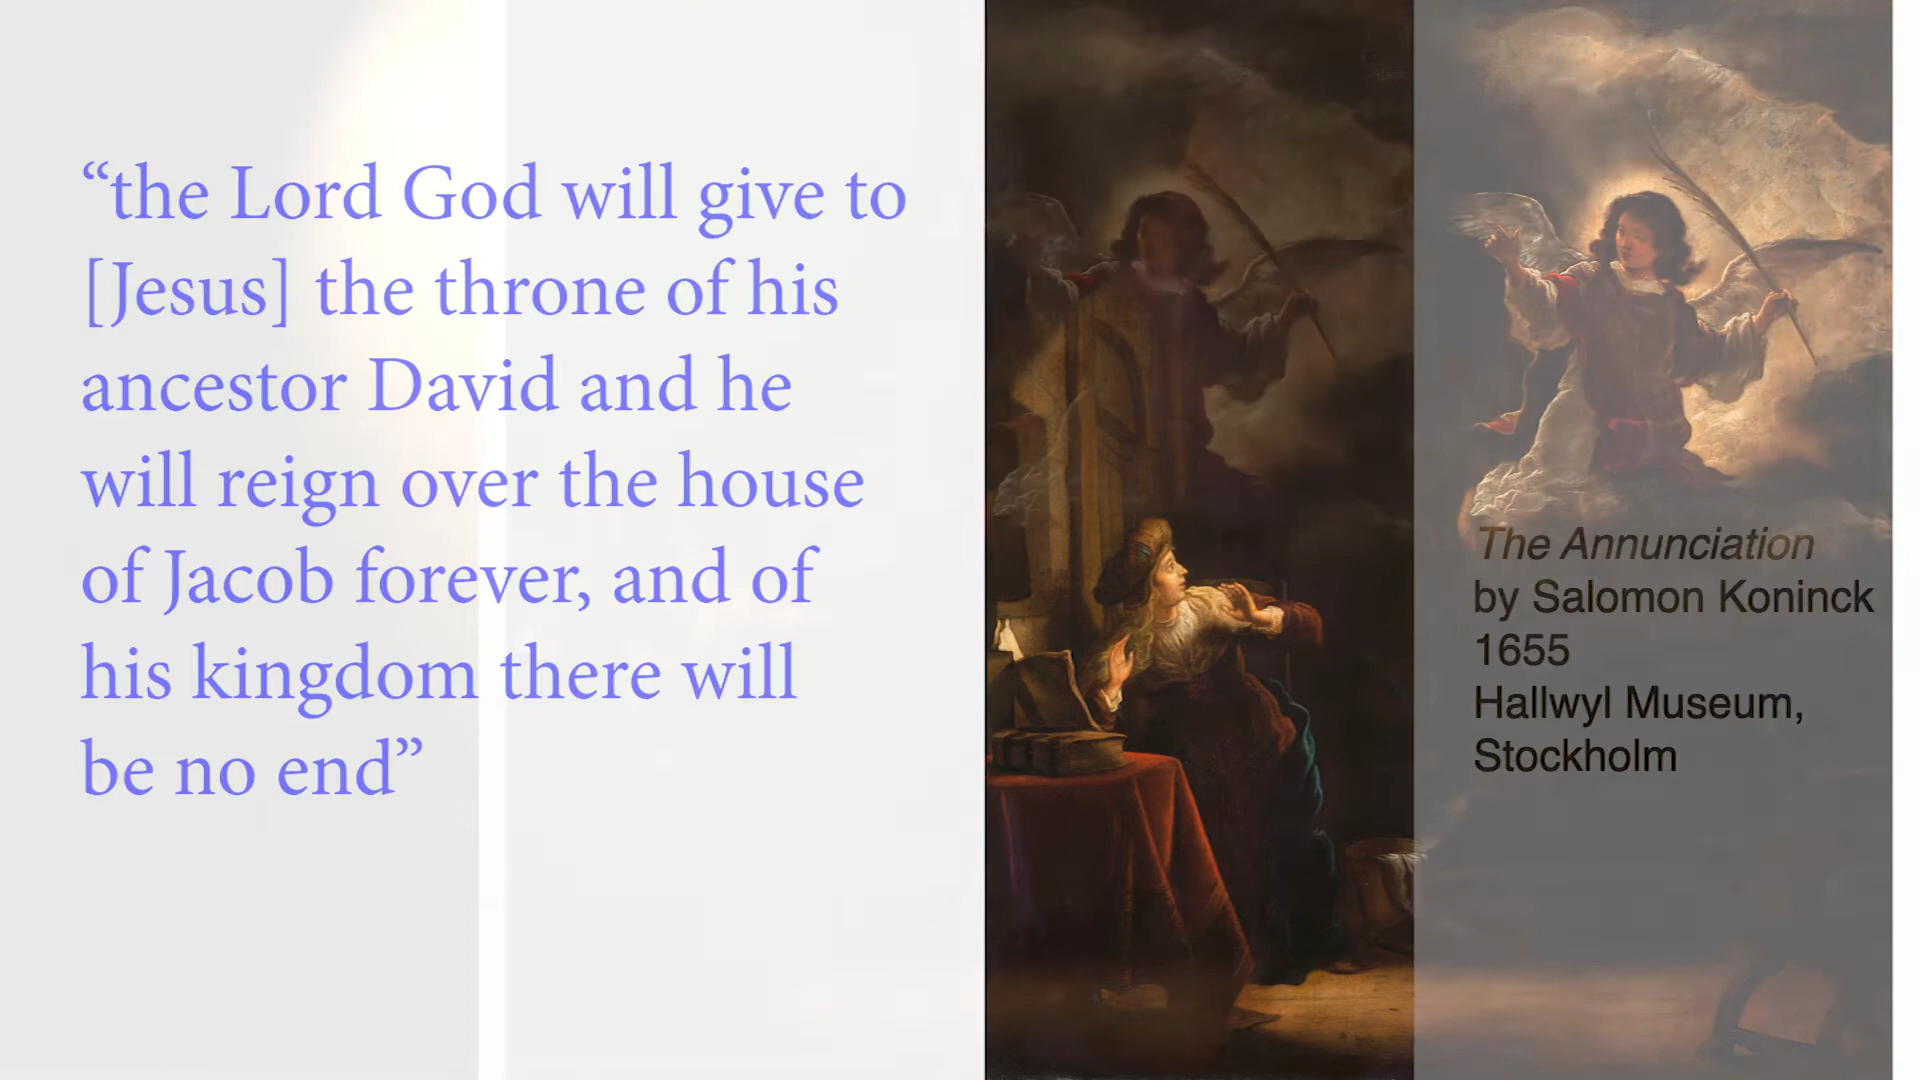 “the Lord God will give to
[Jesus] the throne of his
ancestor David and he
will reign over the house
of Jacob forever, and of
his kingdom there will
be no end”
The Annunciation
by Salomon Koninck
1655
Hallwyl Museum,
Stockholm